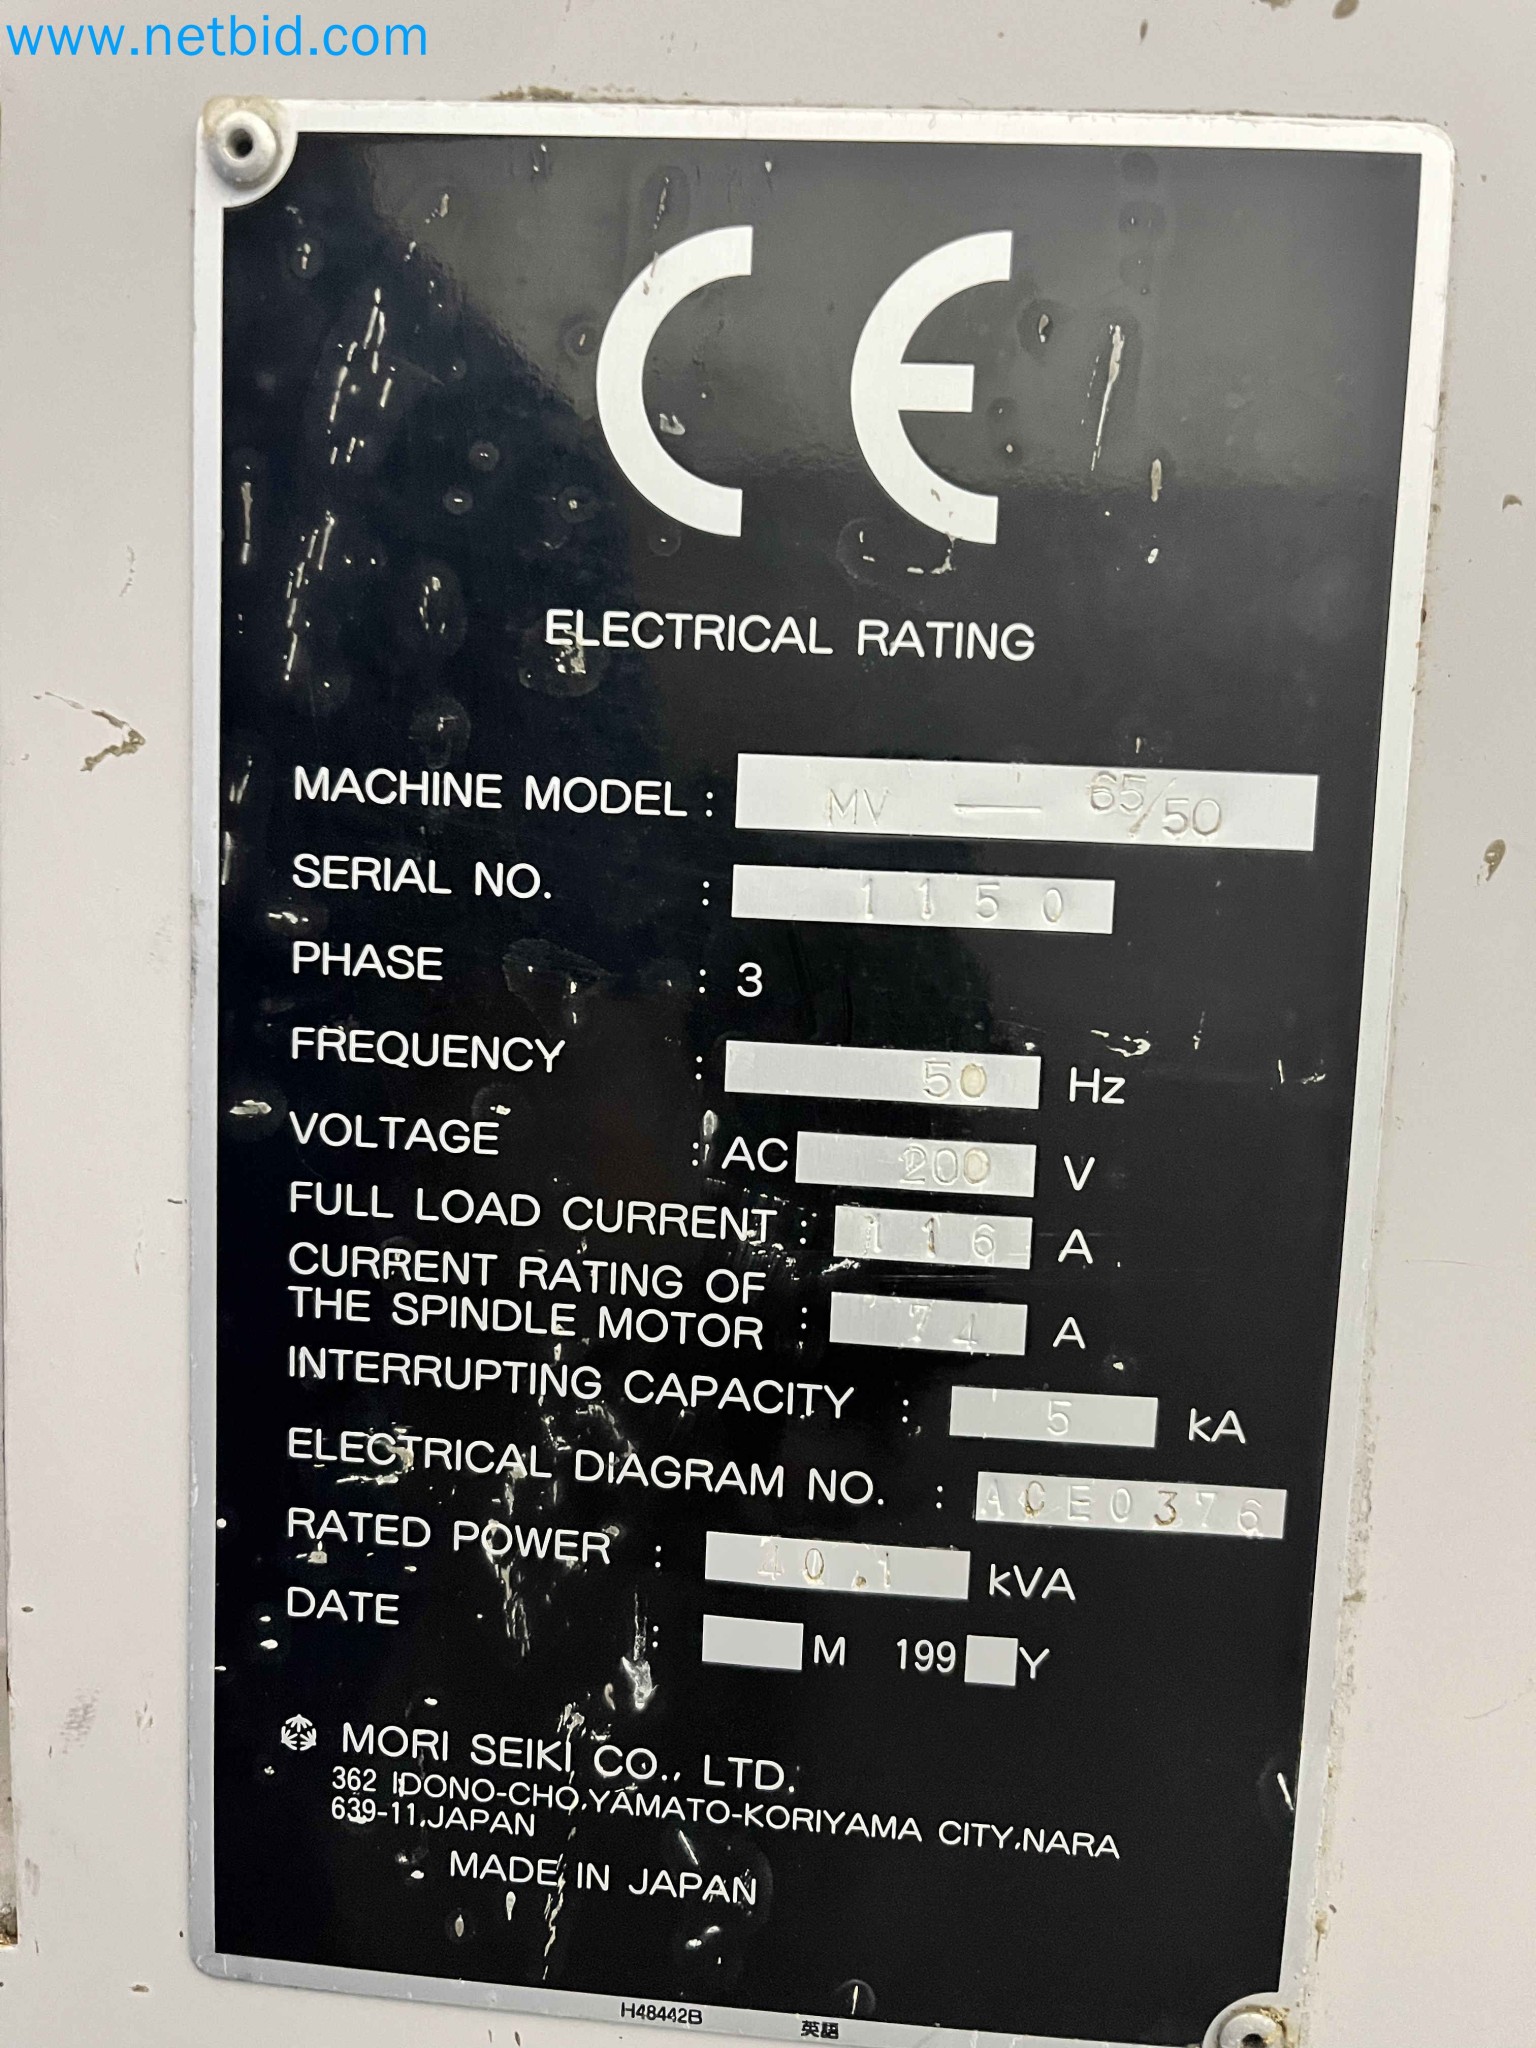 www.netbid.com
CE
ELECTRICAL RATING
MACHINE MODEL : MV — 65/50
SERIAL NO. : 1150
PHASE : 3
FREQUENCY : 50 Hz
VOLTAGE : AC 200 V
FULL LOAD CURRENT : 116 A
CURRENT RATING OF
THE SPINDLE MOTOR : 74 A
INTERRUPTING CAPACITY : 5 kA
ELECTRICAL DIAGRAM NO. : ACE0376
RATED POWER : 40.1 kVA
DATE : M 199 Y
MORI SEIKI CO., LTD.
362 IDONO-CHO,YAMATO-KORIYAMA CITY,NARA
639-11,JAPAN
MADE IN JAPAN
H48442B 英語